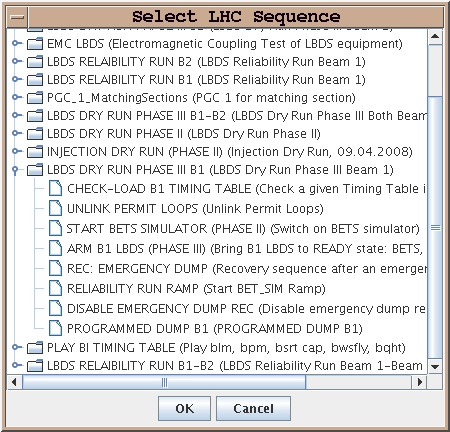 Select LHC Sequence
EMC LBDS (Electromagnetic Coupling Test of LBDS equipment)
LBDS RELAIBILITY RUN B2 (LBDS Reliability Run Beam 1)
LBDS RELAIBILITY RUN B1 (LBDS Reliability Run Beam 1)
PGC_1_MatchingSections (PGC 1 for matching section)
LBDS DRY RUN PHASE III B1-B2 (LBDS Dry Run Phase III Both Beam
LBDS DRY RUN PHASE II (LBDS Dry Run Phase II)
INJECTION DRY RUN (PHASE II) (Injection Dry Run, 09.04.2008)
LBDS DRY RUN PHASE III B1 (LBDS Dry Run Phase III Beam 1)
CHECK-LOAD B1 TIMING TABLE (Check a given Timing Table i
UNLINK PERMIT LOOPS (Unlink Permit Loops)
START BETS SIMULATOR (PHASE II) (Switch on BETS simulator)
ARM B1 LBDS (PHASE III) (Bring B1 LBDS to READY state: BETS,
REC: EMERGENCY DUMP (Recovery sequence after an emerger
RELIABILITY RUN RAMP (Start BET_SIM Ramp)
DISABLE EMERGENCY DUMP REC (Disable emergency dump re
PROGRAMMED DUMP B1 (PROGRAMMED DUMP B1)
PLAY BI TIMING TABLE (Play blm, bpm, bsrt cap, bwsfly, bqht)
LBDS RELAIBILITY RUN B1-B2 (LBDS Reliability Run Beam 1-Beam
OK
Cancel